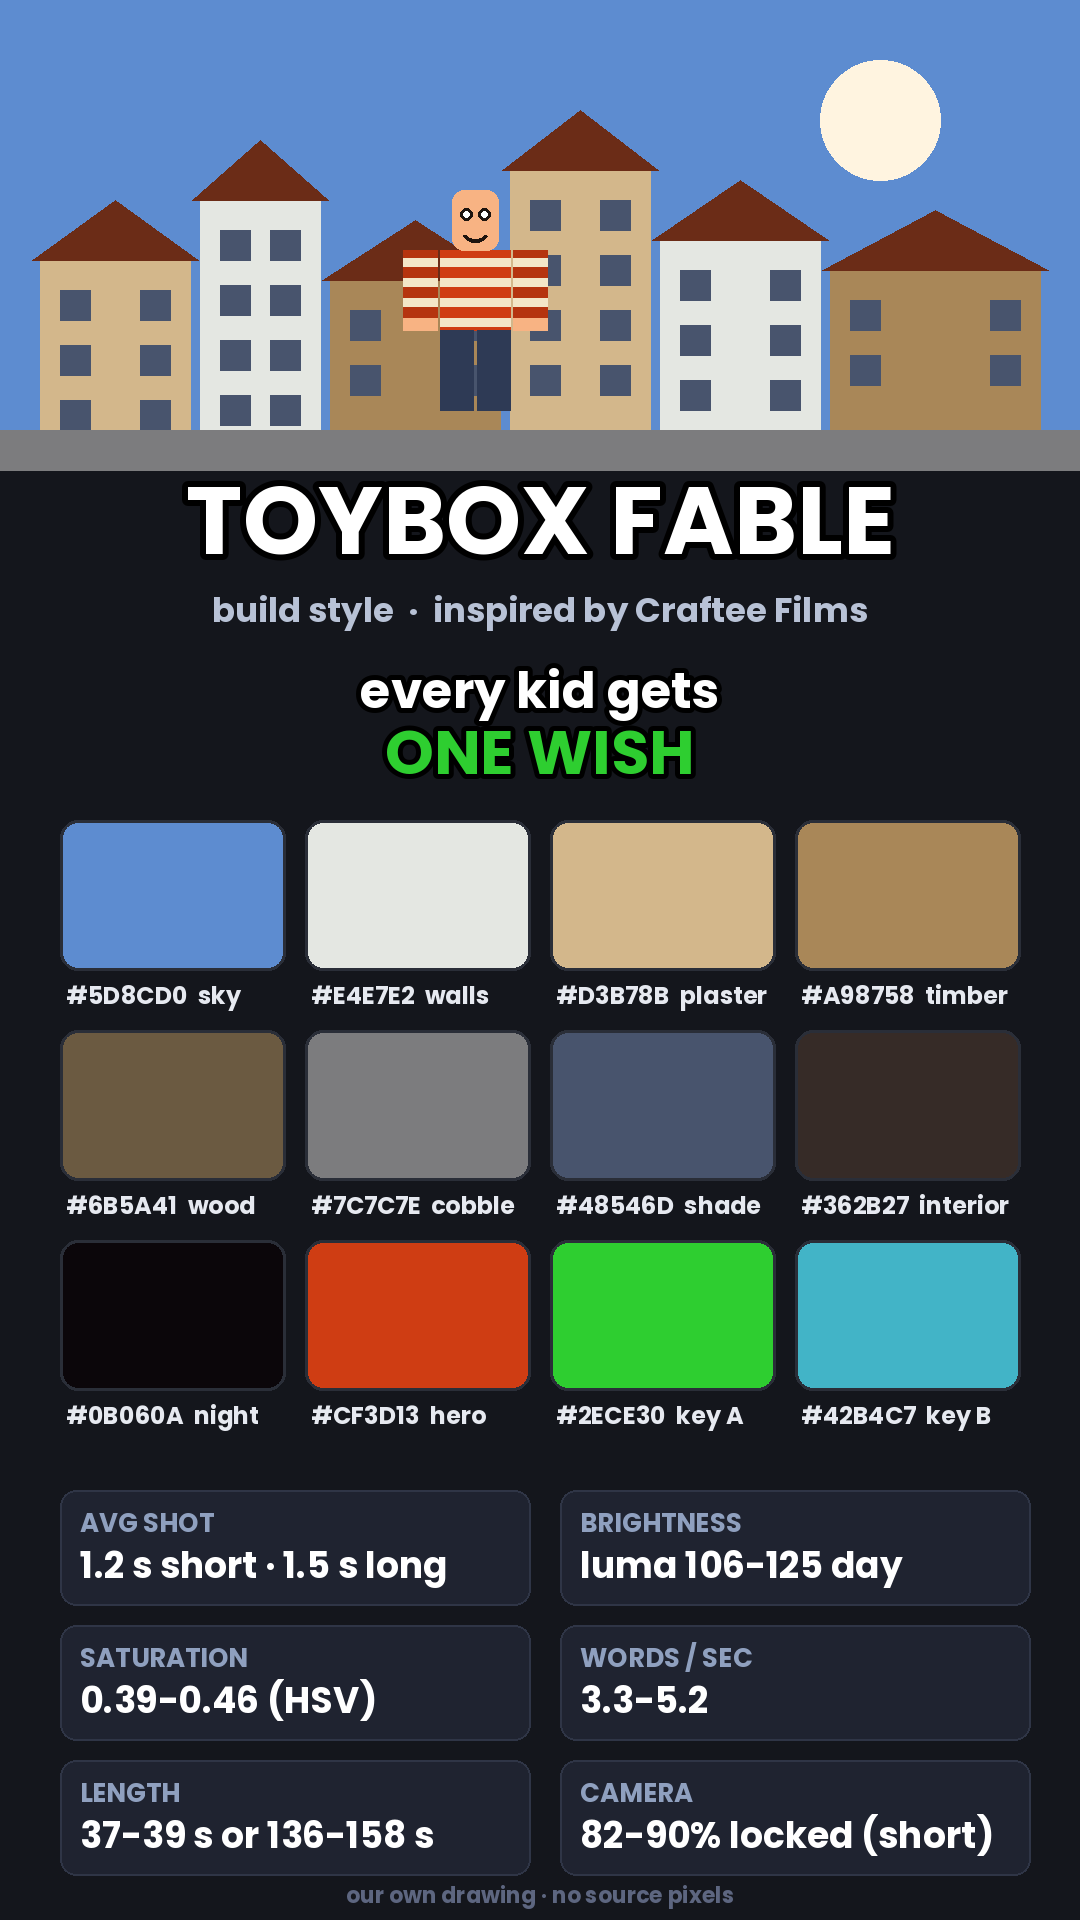 TOYBOX FABLE
build style · inspired by Craftee Films
every kid gets
ONE WISH
#5D8CD0 sky
#E4E7E2 walls
#D3B78B plaster
#A98758 timber
#6B5A41 wood
#7C7C7E cobble
#48546D shade
#362B27 interior
#0B060A night
#CF3D13 hero
#2ECE30 key A
#42B4C7 key B
AVG SHOT
1.2 s short · 1.5 s long
BRIGHTNESS
luma 106-125 day
SATURATION
0.39-0.46 (HSV)
WORDS / SEC
3.3-5.2
LENGTH
37-39 s or 136-158 s
CAMERA
82-90% locked (short)
our own drawing · no source pixels